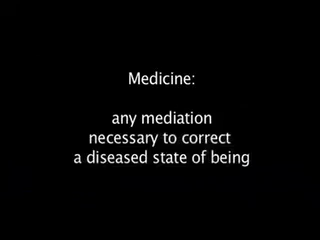 Medicine:
any mediation
necessary to correct
a diseased state of being